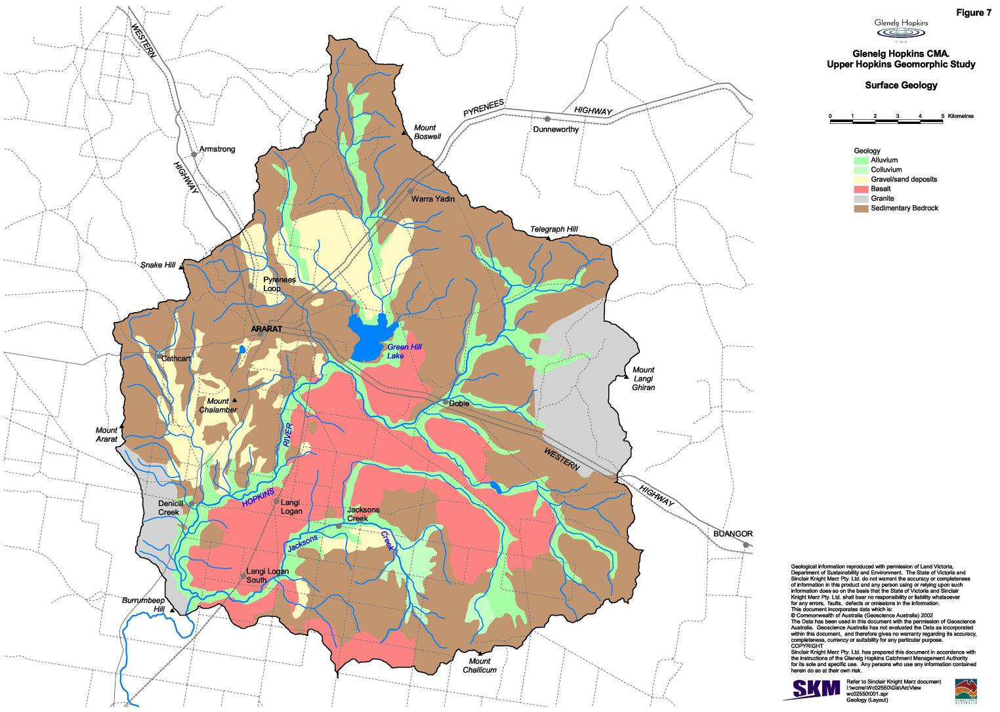 Figure 7
Glenelg Hopkins
CMA
Glenelg Hopkins CMA.
Upper Hopkins Geomorphic Study
Surface Geology
0 1 2 3 4 5 Kilometres
Geology
Alluvium
Colluvium
Gravel/sand deposits
Basalt
Granite
Sedimentary Bedrock
WESTERN
HIGHWAY
PYRENEES
HIGHWAY
Dunneworthy
Mount
Boswell
Armstrong
Warra Yadin
Telegraph Hill
Snake Hill
Pyrenees
Loop
ARARAT
Green Hill
Lake
Cathcart
Mount
Langi
Ghiran
Mount
Chalamber
Dobie
Mount
Ararat
RIVER
WESTERN
HIGHWAY
HOPKINS
Denicill
Creek
Langi
Logan
Jacksons
Creek
Jacksons
Creek
BUANGOR
Langi Logan
South
Burrumbeep
Hill
Mount
Challicum
Geological information reproduced with permission of Land Victoria,
Department of Sustainability and Environment. The State of Victoria and
Sinclair Knight Merz Pty. Ltd. do not warrant the accuracy or completeness
of information in this product and any person using or relying upon such
information does so on the basis that the State of Victoria and Sinclair
Knight Merz Pty. Ltd. shall bear no responsibility or liability whatsoever
for any errors, faults, defects or omissions in the information.
This document incorporates data which is:
© Commonwealth of Australia (Geoscience Australia) 2002
The Data has been used in this document with the permission of Geoscience
Australia. Geoscience Australia has not evaluated the Data as incorporated
within this document, and therefore gives no warranty regarding its accuracy,
completeness, currency or suitability for any particular purpose.
COPYRIGHT
Sinclair Knight Merz Pty. Ltd. has prepared this document in accordance with
the instructions of the Glenelg Hopkins Catchment Management Authority
for its sole and specific use. Any persons who use any information contained
herein do so at their own risk.
SKM
Refer to Sinclair Knight Merz document
I:\wcms\Wc02550\Gis\ArcView
wc02550t001.apr
Geology (Layout)
GEOSCIENCE
AUSTRALIA